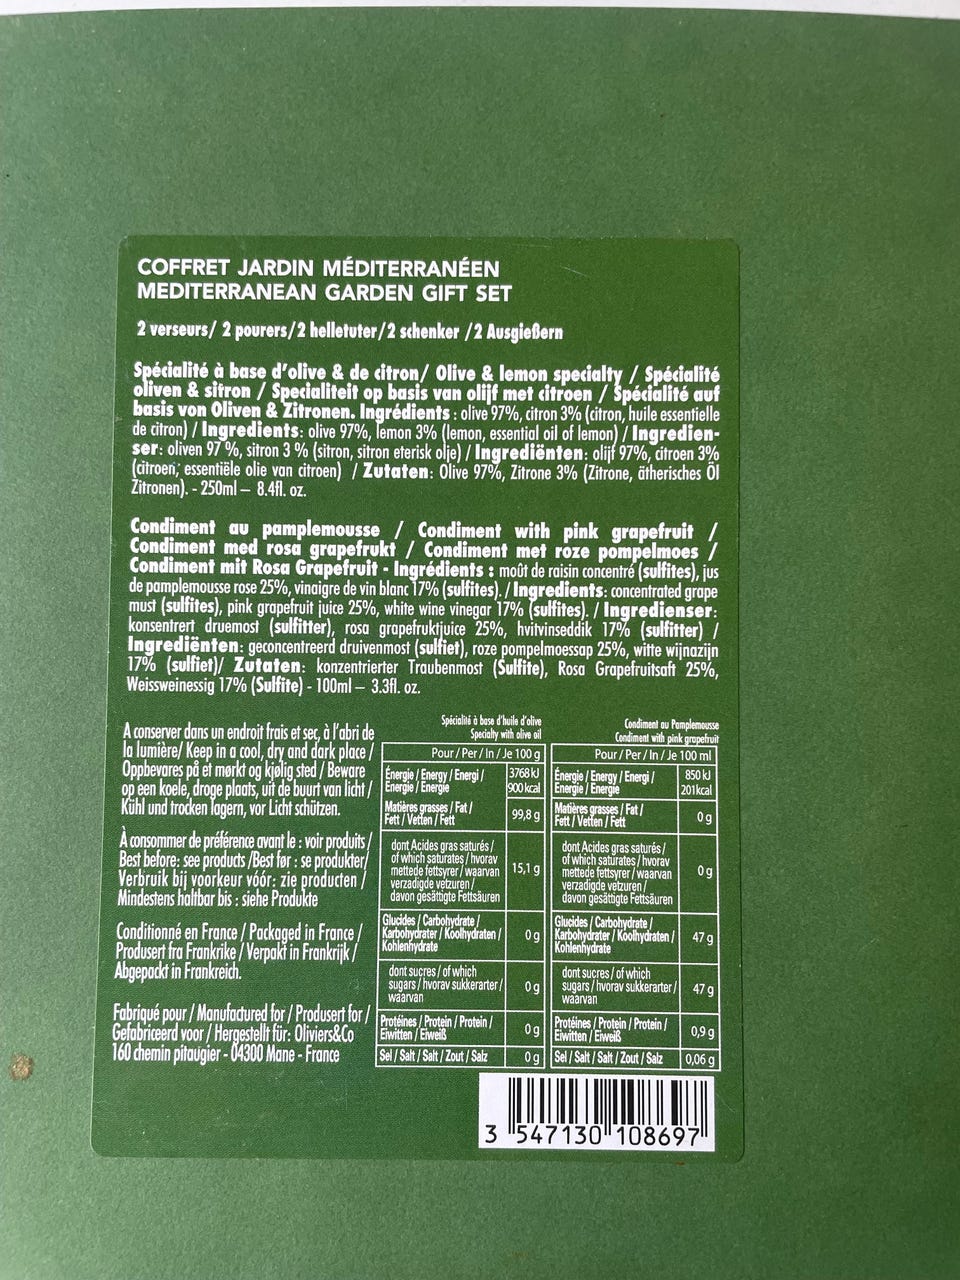 COFFRET JARDIN MÉDITERRANÉEN
MEDITERRANEAN GARDEN GIFT SET
2 verseurs/ 2 pourers/2 helletuter/2 schenker /2 Ausgießern
Spécialité à base d'olive & de citron/ Olive & lemon specialty / Spécialité
oliven & sitron / Specialiteit op basis van olijf met citroen / Spécialité auf
basis von Oliven & Zitronen. Ingrédients : olive 97%, citron 3% (citron, huile essentielle
de citron) / Ingredients: olive 97%, lemon 3% (lemon, essential oil of lemon) / Ingredien-
ser: oliven 97 %, sitron 3 % (sitron, sitron eterisk olje) / Ingrediënten: olijf 97%, citroen 3%
(citroen; essentiële olie van citroen) / Zutaten: Olive 97%, Zitrone 3% (Zitrone, ätherisches Öl
Zitronen). - 250ml – 8.4fl. oz.
Condiment au pamplemousse / Condiment with pink grapefruit /
Condiment med rosa grapefrukt / Condiment met roze pompelmoes /
Condiment mit Rosa Grapefruit - Ingrédients : moût de raisin concentré (sulfites), jus
de pamplemousse rose 25%, vinaigre de vin blanc 17% (sulfites). / Ingredients: concentrated grape
must (sulfites), pink grapefruit juice 25%, white wine vinegar 17% (sulfites). / Ingredienser:
konsentrert druemost (sulfitter), rosa grapefruktjuice 25%, hvitvinseddik 17% (sulfitter) /
Ingrediënten: geconcentreerd druivenmost (sulfiet), roze pompelmoessap 25%, witte wijnazijn
17% (sulfiet)/ Zutaten: konzentrierter Traubenmost (Sulfite), Rosa Grapefruitsaft 25%,
Weissweinessig 17% (Sulfite) - 100ml – 3.3fl. oz.
A conserver dans un endroit frais et sec, à l'abri de
la lumière/ Keep in a cool, dry and dark place /
Oppbevares på et mørkt og kjølig sted / Beware
op een koele, droge plaats, uit de buurt van licht /
Kühl und trocken lagern, vor Licht schützen.
À consommer de préférence avant le : voir produits /
Best before: see products /Best før : se produkter/
Verbruik bij voorkeur vóór: zie producten /
Mindestens haltbar bis : siehe Produkte
Conditionné en France / Packaged in France /
Produsert fra Frankrike / Verpakt in Frankrijk /
Abgepackt in Frankreich.
Fabriqué pour / Manufactured for / Produsert for /
Gefabriceerd voor / Hergestellt für: Oliviers&Co
160 chemin pitaugier - 04300 Mane - France
Spécialité à base d'huile d'olive
Specialty with olive oil
Pour / Per / In / Je 100 g
Énergie / Energy / Energi /
Energie / Energie
3768 kJ
900 kcal
Matières grasses / Fat /
Fett / Vetten / Fett
99,8 g
dont Acides gras saturés /
of which saturates / hvorav
mettede fettsyrer / waarvan
verzadigde vetzuren /
davon gesättigte Fettsäuren
15,1 g
Glucides / Carbohydrate /
Karbohydrater / Koolhydraten /
Kohlenhydrate
0 g
dont sucres / of which
sugars / hvorav sukkerarter /
waarvan
0 g
Protéines / Protein / Protein /
Eiwitten / Eiweiß
0 g
Sel / Salt / Salt / Zout / Salz
0 g
Condiment au Pamplemousse
Condiment with pink grapefruit
Pour / Per / In / Je 100 ml
Énergie / Energy / Energi /
Energie / Energie
850 kJ
201 kcal
Matières grasses / Fat /
Fett / Vetten / Fett
0 g
dont Acides gras saturés /
of which saturates / hvorav
mettede fettsyrer / waarvan
verzadigde vetzuren /
davon gesättigte Fettsäuren
0 g
Glucides / Carbohydrate /
Karbohydrater / Koolhydraten /
Kohlenhydrate
47 g
dont sucres / of which
sugars / hvorav sukkerarter /
waarvan
47 g
Protéines / Protein / Protein /
Eiwitten / Eiweiß
0,9 g
Sel / Salt / Salt / Zout / Salz
0,06 g
3 547130 108697